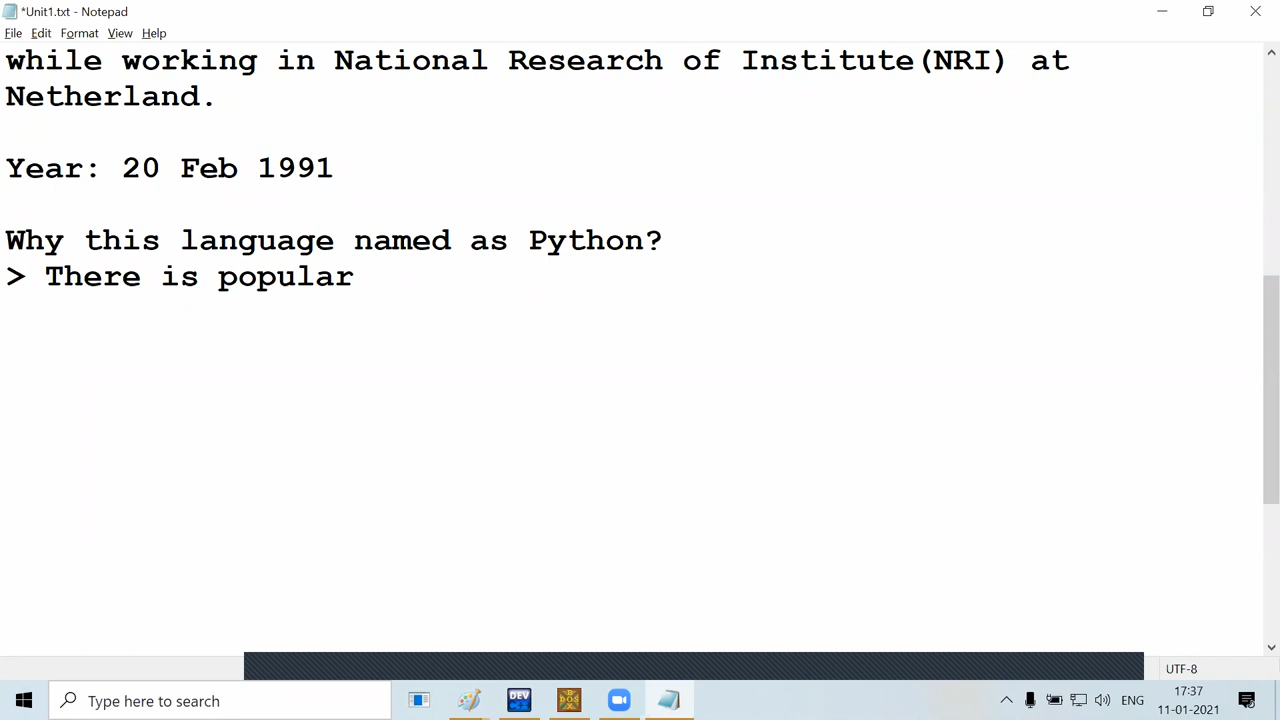 *Unit1.txt - Notepad
File Edit Format View Help
while working in National Research of Institute(NRI) at
Netherland.
Year: 20 Feb 1991
Why this language named as Python?
> There is popular
UTF-8
Type here to search
DEV
C++
DOS
ENG
17:37
11-01-2021